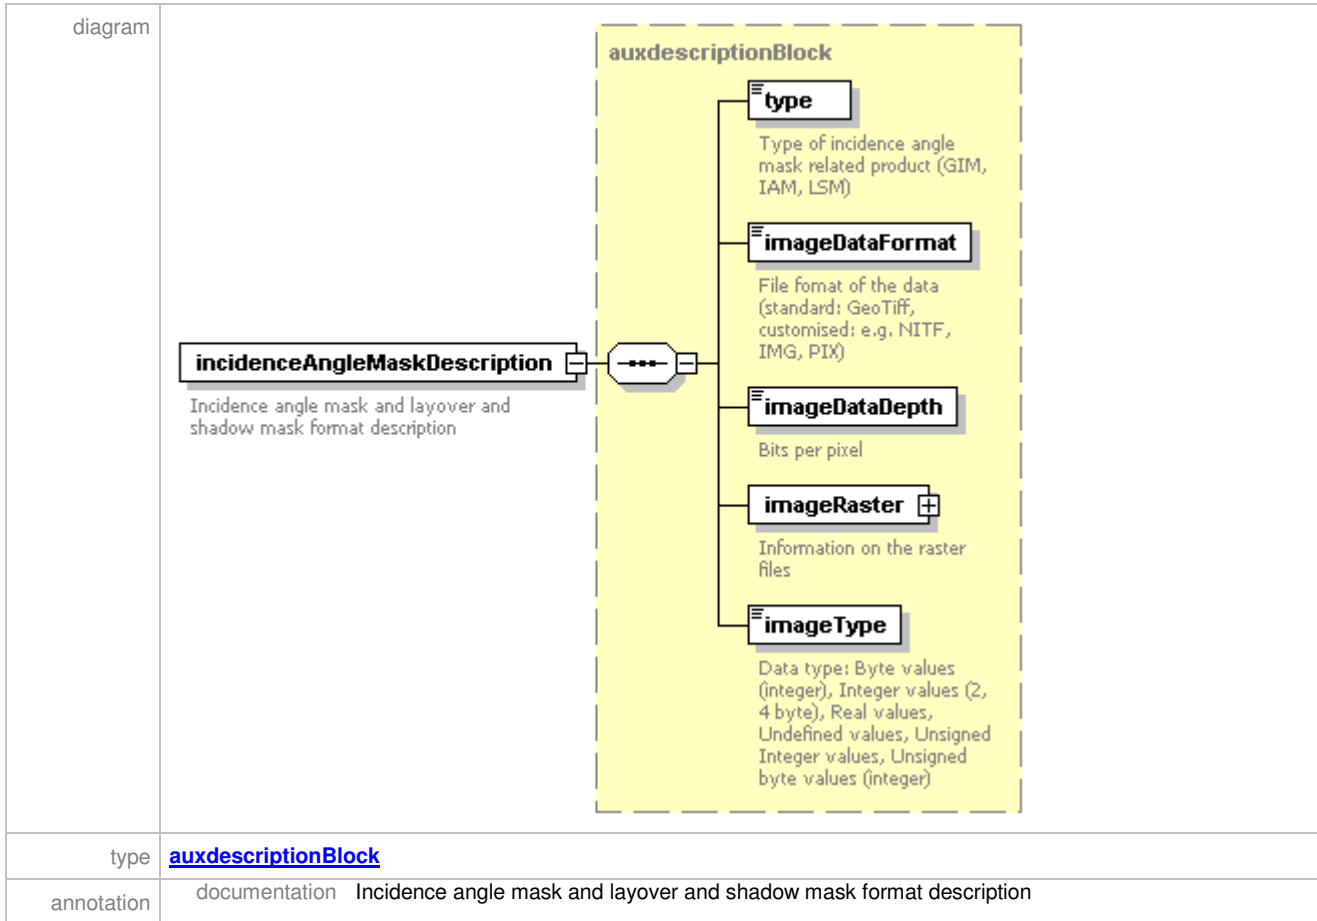 diagram
auxdescriptionBlock
type
Type of incidence angle
mask related product (GIM,
IAM, LSM)
imageDataFormat
File fomat of the data
(standard: GeoTiff,
customised: e.g. NITF,
IMG, PIX)
incidenceAngleMaskDescription
Incidence angle mask and layover and
shadow mask format description
imageDataDepth
Bits per pixel
imageRaster
Information on the raster
files
imageType
Data type: Byte values
(integer), Integer values (2,
4 byte), Real values,
Undefined values, Unsigned
Integer values, Unsigned
byte values (integer)
type auxdescriptionBlock
annotation documentation Incidence angle mask and layover and shadow mask format description